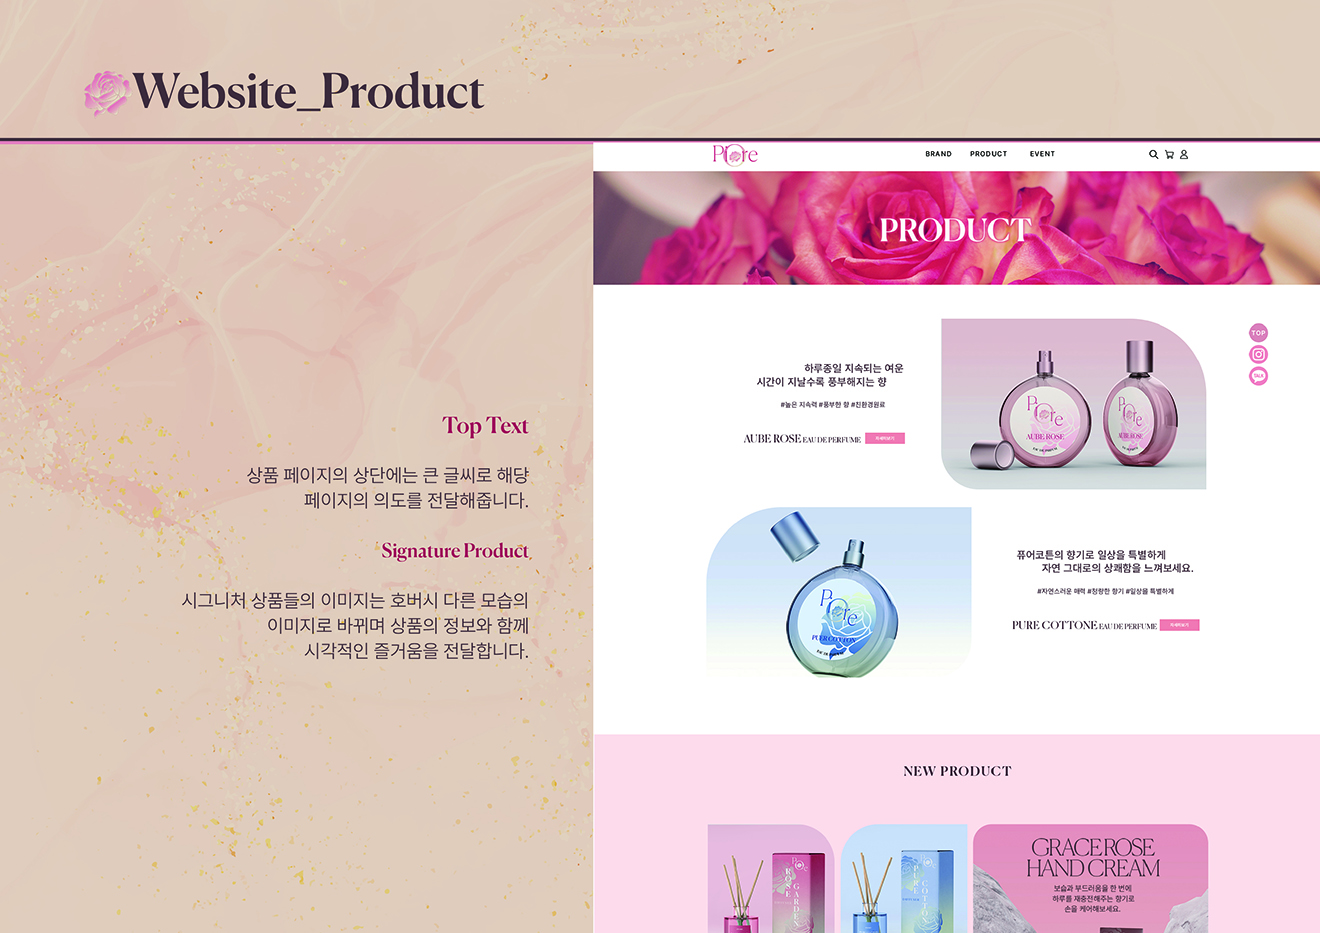 Website_Product
Top Text
상품 페이지의 상단에는 큰 글씨로 해당
페이지의 의도를 전달해줍니다.
Signature Product
시그니처 상품들의 이미지는 호버시 다른 모습의
이미지로 바뀌며 상품의 정보와 함께
시각적인 즐거움을 전달합니다.
BRAND PRODUCT EVENT
PRODUCT
하루종일 지속되는 여운
시간이 지날수록 풍부해지는 향
#높은 지속력 #풍부한 향 #친환경원료
AUBE ROSE EAU DE PERFUME 자세히보기
AUBE ROSE
AUBE ROSE
TOP
TALK
PUER COTTON
퓨어코튼의 향기로 일상을 특별하게
자연 그대로의 상쾌함을 느껴보세요.
#자연스러운 매력 #청량한 향기 #일상을 특별하게
PURE COTTONE EAU DE PERFUME 자세히보기
NEW PRODUCT
ROSE GARDEN
PURE COTTON
GRACE ROSE
HAND CREAM
보습과 부드러움을 한 번에
하루를 재충전해주는 향기로
손을 케어해보세요.